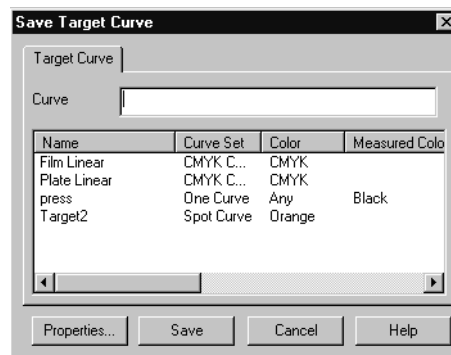 Save Target Curve
Target Curve
Curve
Name Curve Set Color Measured Colo
Film Linear CMYK C... CMYK
Plate Linear CMYK C... CMYK
press One Curve Any Black
Target2 Spot Curve Orange
Properties... Save Cancel Help